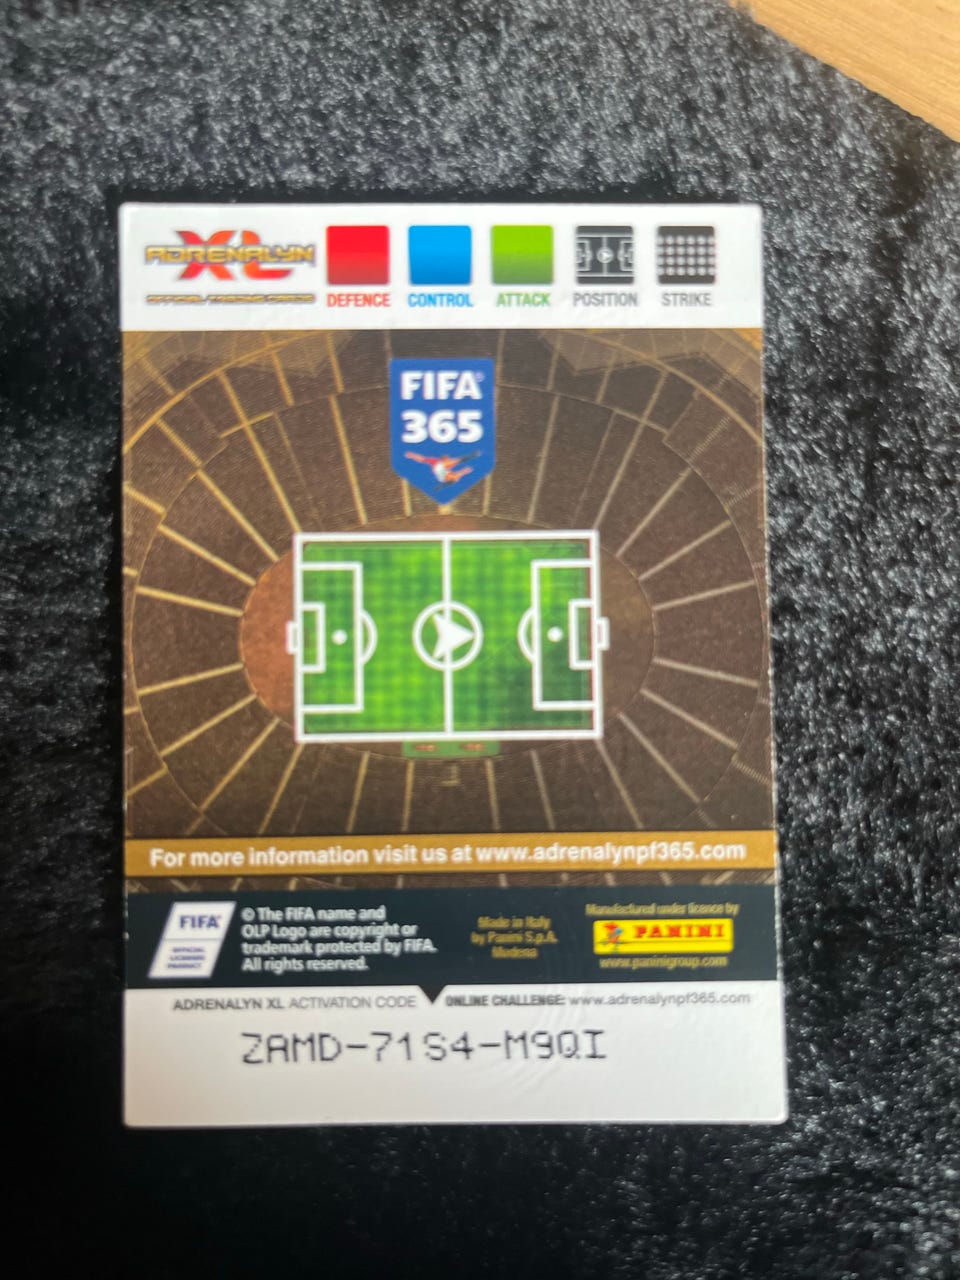 ADRENALYN
XL
OFFICIAL TRADING CARDS
DEFENCE CONTROL ATTACK POSITION STRIKE
FIFA
365
For more information visit us at www.adrenalynpf365.com
FIFA
OFFICIAL
LICENSED
PRODUCT
© The FIFA name and
OLP Logo are copyright or
trademark protected by FIFA.
All rights reserved.
Made in Italy
by Panini S.p.A.
Modena
Manufactured under licence by
PANINI
www.paninigroup.com
ADRENALYN XL ACTIVATION CODE ONLINE CHALLENGE: www.adrenalynpf365.com
ZAMD-71S4-M9QI